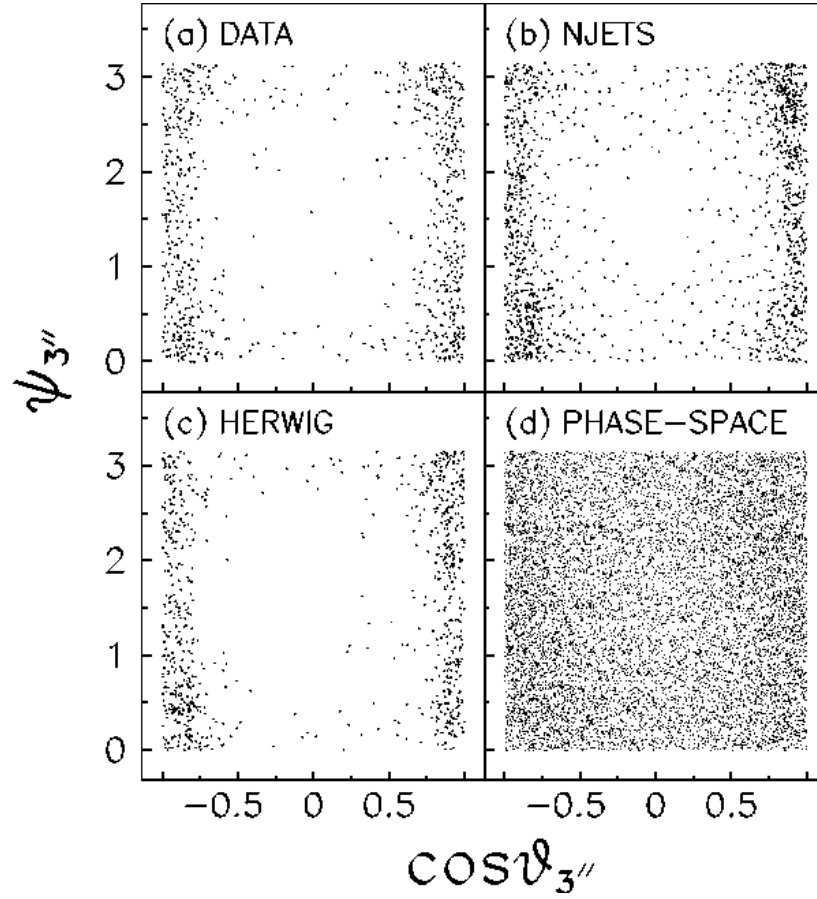 (a) DATA
(b) NJETS
3
2
1
0
ψ3''
(c) HERWIG
(d) PHASE-SPACE
3
2
1
0
-0.5 0 0.5
-0.5 0 0.5
cosϑ3''